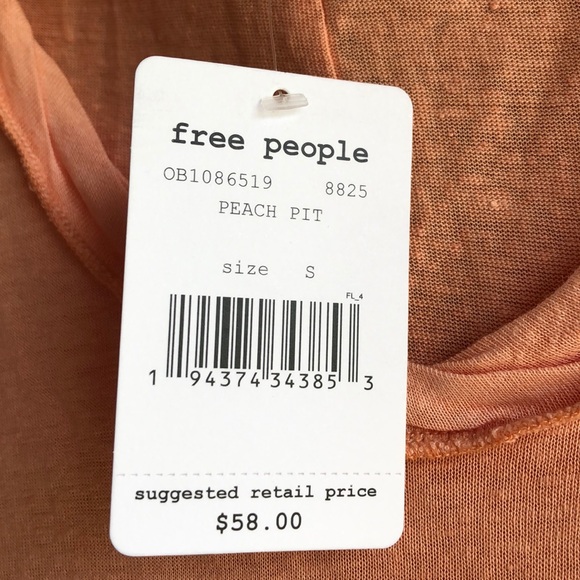 free people
OB1086519 8825
PEACH PIT
size S
FL_4
1 94374 34385 3
suggested retail price
$58.00